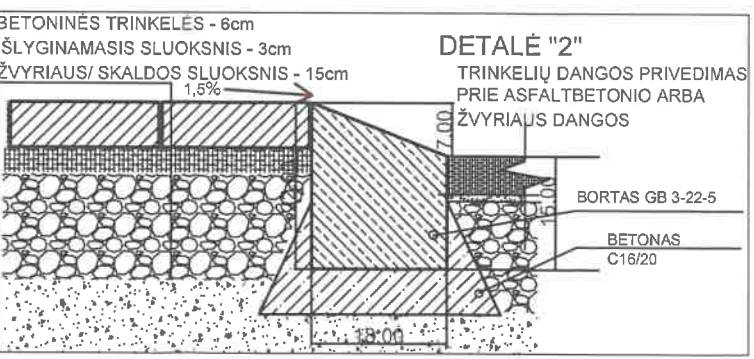 BETONINĖS TRINKELĖS - 6cm
IŠLYGINAMASIS SLUOKSNIS - 3cm
ŽVYRIAUS/ SKALDOS SLUOKSNIS - 15cm
1,5%
DETALĖ "2"
TRINKELIŲ DANGOS PRIVEDIMAS
PRIE ASFALTBETONIO ARBA
ŽVYRIAUS DANGOS
7.00
BORTAS GB 3-22-5
BETONAS
C16/20
18.00